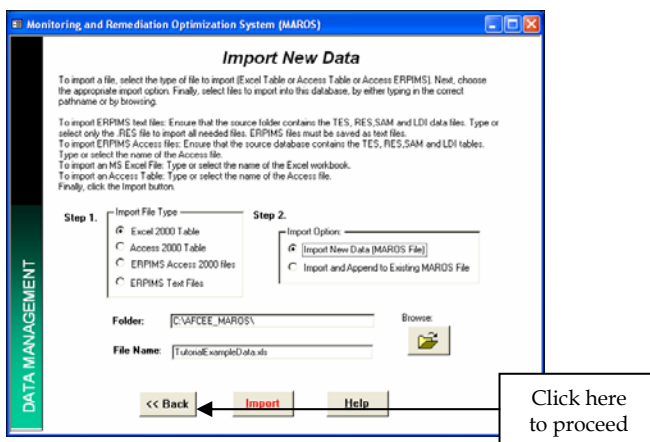 Monitoring and Remediation Optimization System (MAROS)
Import New Data
To import a file, select the type of file to import (Excel Table or Access Table or Access ERPIMS). Next, choose
the appropriate import option. Finally, select files to import into this database, by either typing in the correct
pathname or by browsing.
To import ERPIMS text files: Ensure that the source folder contains the TES, RES,SAM and LDI data files. Type or
select only the .RES file to import all needed files. ERPIMS files must be saved as text files.
To import ERPIMS Access files: Ensure that the source database contains the TES, RES,SAM and LDI tables.
Type or select the name of the Access file.
To import an MS Excel File: Type or select the name of the Excel workbook.
To import an Access Table: Type or select the name of the Access file.
Finally, click the Import button.
Step 1.
Import File Type
Excel 2000 Table
Access 2000 Table
ERPIMS Access 2000 files
ERPIMS Text Files
Step 2.
Import Option:
Import New Data (MAROS File)
Import and Append to Existing MAROS File
Folder: C:\AFCEE_MAROS\
Browse:
File Name: TutorialExampleData.xls
<< Back
Import
Help
DATA MANAGEMENT
Click here
to proceed